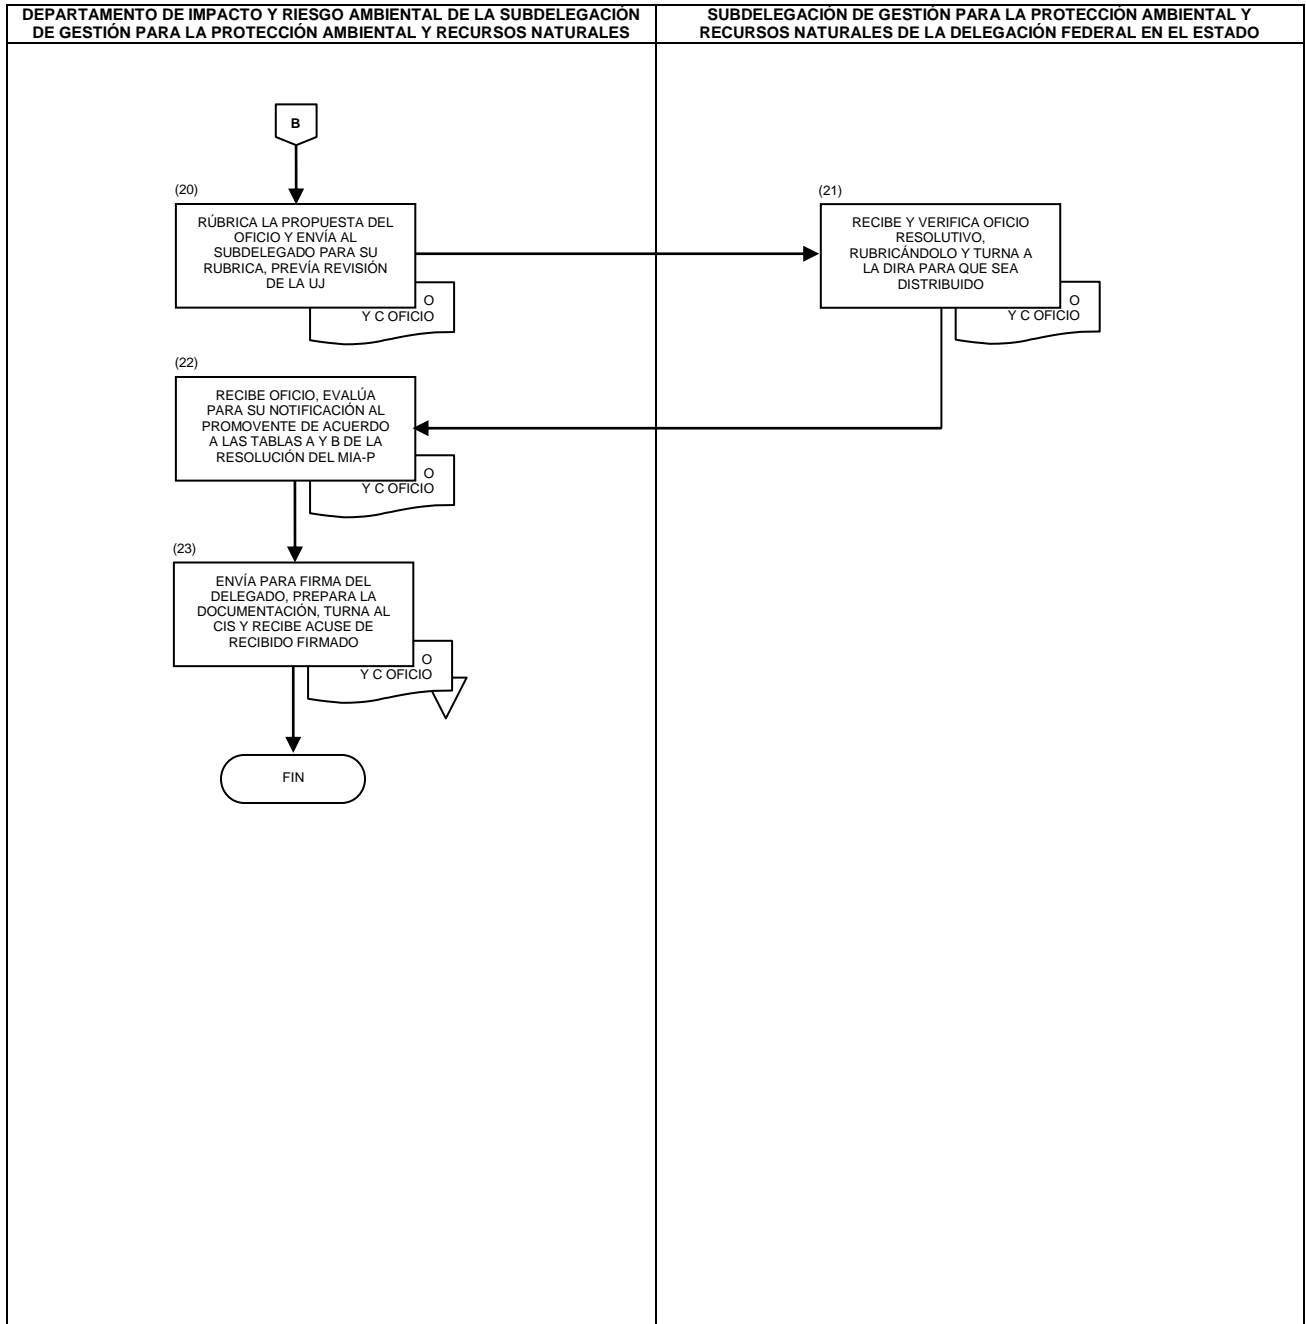 DEPARTAMENTO DE IMPACTO Y RIESGO AMBIENTAL DE LA SUBDELEGACIÓN
DE GESTIÓN PARA LA PROTECCIÓN AMBIENTAL Y RECURSOS NATURALES
SUBDELEGACIÓN DE GESTIÓN PARA LA PROTECCIÓN AMBIENTAL Y
RECURSOS NATURALES DE LA DELEGACIÓN FEDERAL EN EL ESTADO
B
(20)
RÚBRICA LA PROPUESTA DEL
OFICIO Y ENVÍA AL
SUBDELEGADO PARA SU
RUBRICA, PREVÍA REVISIÓN
DE LA UJ
O
Y C OFICIO
(21)
RECIBE Y VERIFICA OFICIO
RESOLUTIVO,
RUBRICÁNDOLO Y TURNA A
LA DIRA PARA QUE SEA
DISTRIBUIDO
O
Y C OFICIO
(22)
RECIBE OFICIO, EVALÚA
PARA SU NOTIFICACIÓN AL
PROMOVENTE DE ACUERDO
A LAS TABLAS A Y B DE LA
RESOLUCIÓN DEL MIA-P
O
Y C OFICIO
(23)
ENVÍA PARA FIRMA DEL
DELEGADO, PREPARA LA
DOCUMENTACIÓN, TURNA AL
CIS Y RECIBE ACUSE DE
RECIBIDO FIRMADO
O
Y C OFICIO
FIN